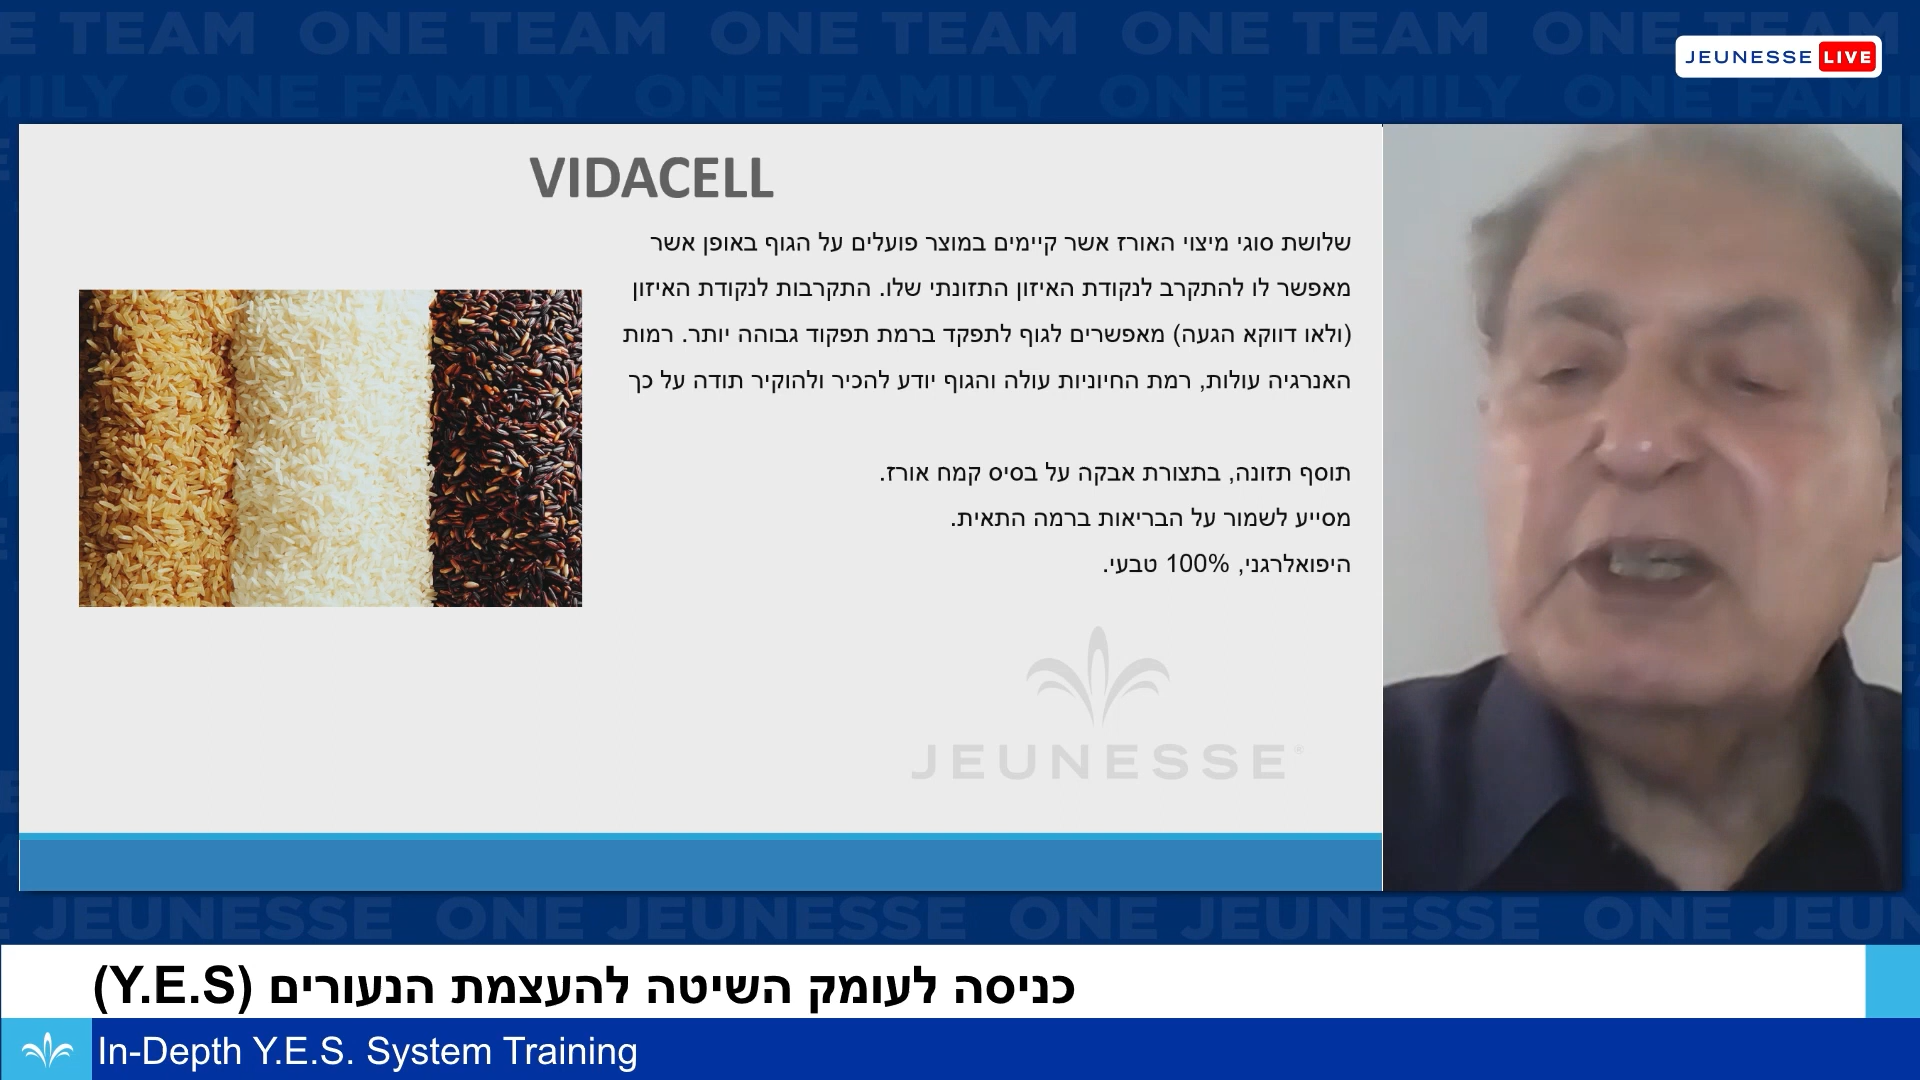 ONE TEAM ONE TEAM ONE TEAM ONE TEAM
ONE FAMILY ONE FAMILY ONE FAMILY
JEUNESSE LIVE
VIDACELL
שלושת סוגי מיצוי האורז אשר קיימים במוצר פועלים על הגוף באופן אשר
מאפשר לו להתקרב לנקודת האיזון התזונתי שלו. התקרבות לנקודת האיזון
(ולאו דווקא הגעה) מאפשרים לגוף לתפקד ברמת תפקוד גבוהה יותר. רמות
האנרגיה עולות, רמת החיוניות עולה והגוף יודע להכיר ולהוקיר תודה על כך
תוסף תזונה, בתצורת אבקה על בסיס קמח אורז.
מסייע לשמור על הבריאות ברמה התאית.
היפואלרגני, 100% טבעי.
JEUNESSE®
JEUNESSE ONE JEUNESSE ONE JEUNESSE ONE
כניסה לעומק השיטה להעצמת הנעורים (Y.E.S)
In-Depth Y.E.S. System Training